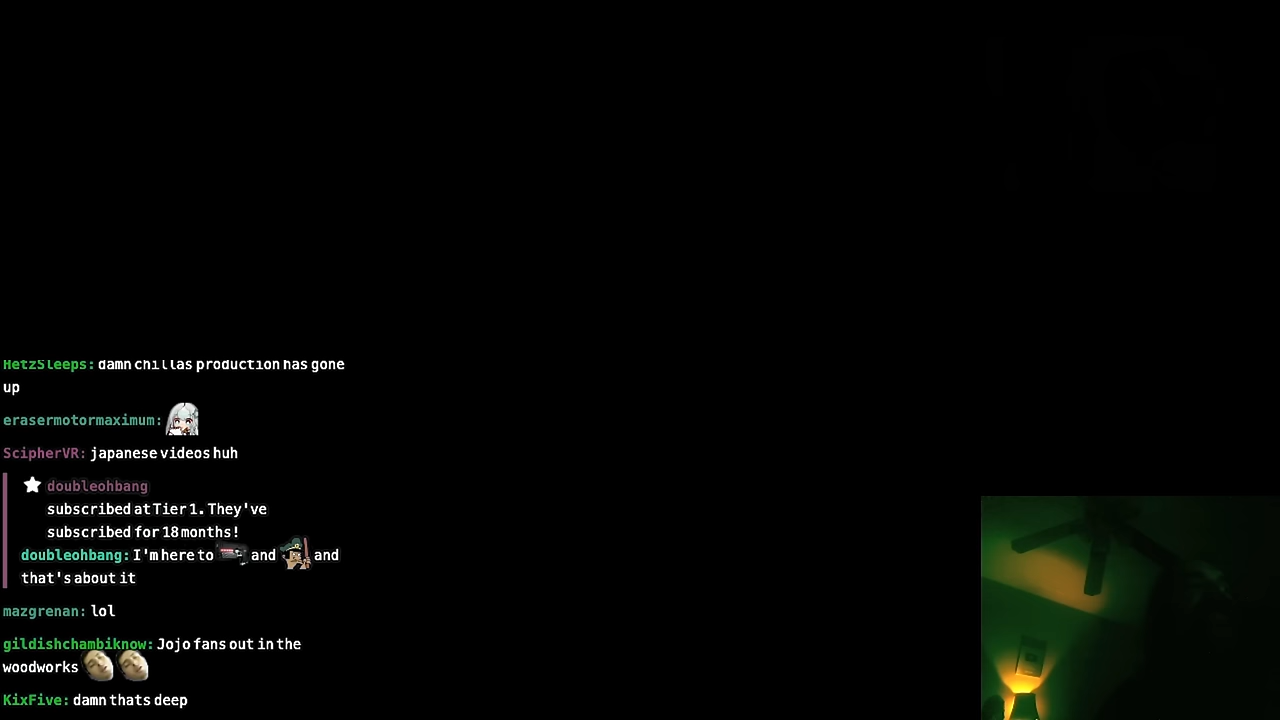 HetzSleeps: damn chillas production has gone
up
erasermotormaximum:
ScipherVR: japanese videos huh
doubleohbang
subscribed at Tier 1. They've
subscribed for 18 months!
doubleohbang: I'm here to and and
that's about it
mazgrenan: lol
gildishchambiknow: Jojo fans out in the
woodworks
KixFive: damn thats deep